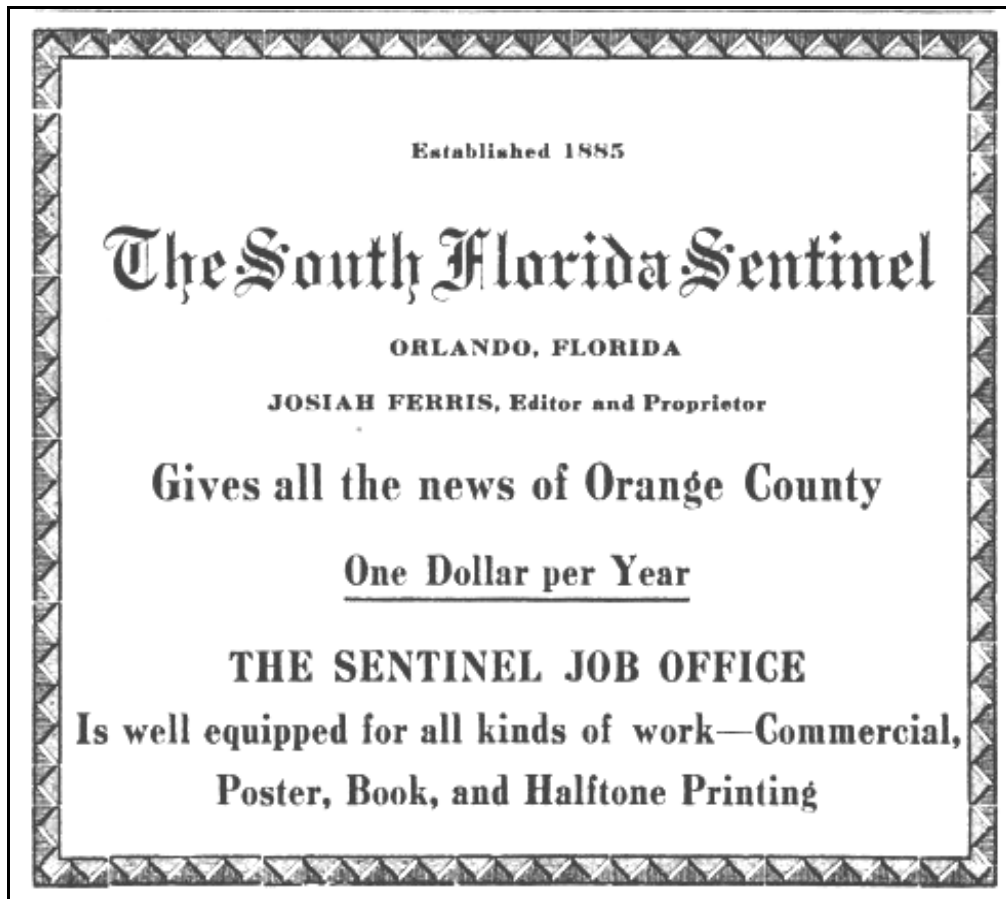 Established 1885
The South Florida Sentinel
ORLANDO, FLORIDA
JOSIAH FERRIS, Editor and Proprietor
Gives all the news of Orange County
One Dollar per Year
THE SENTINEL JOB OFFICE
Is well equipped for all kinds of work—Commercial,
Poster, Book, and Halftone Printing